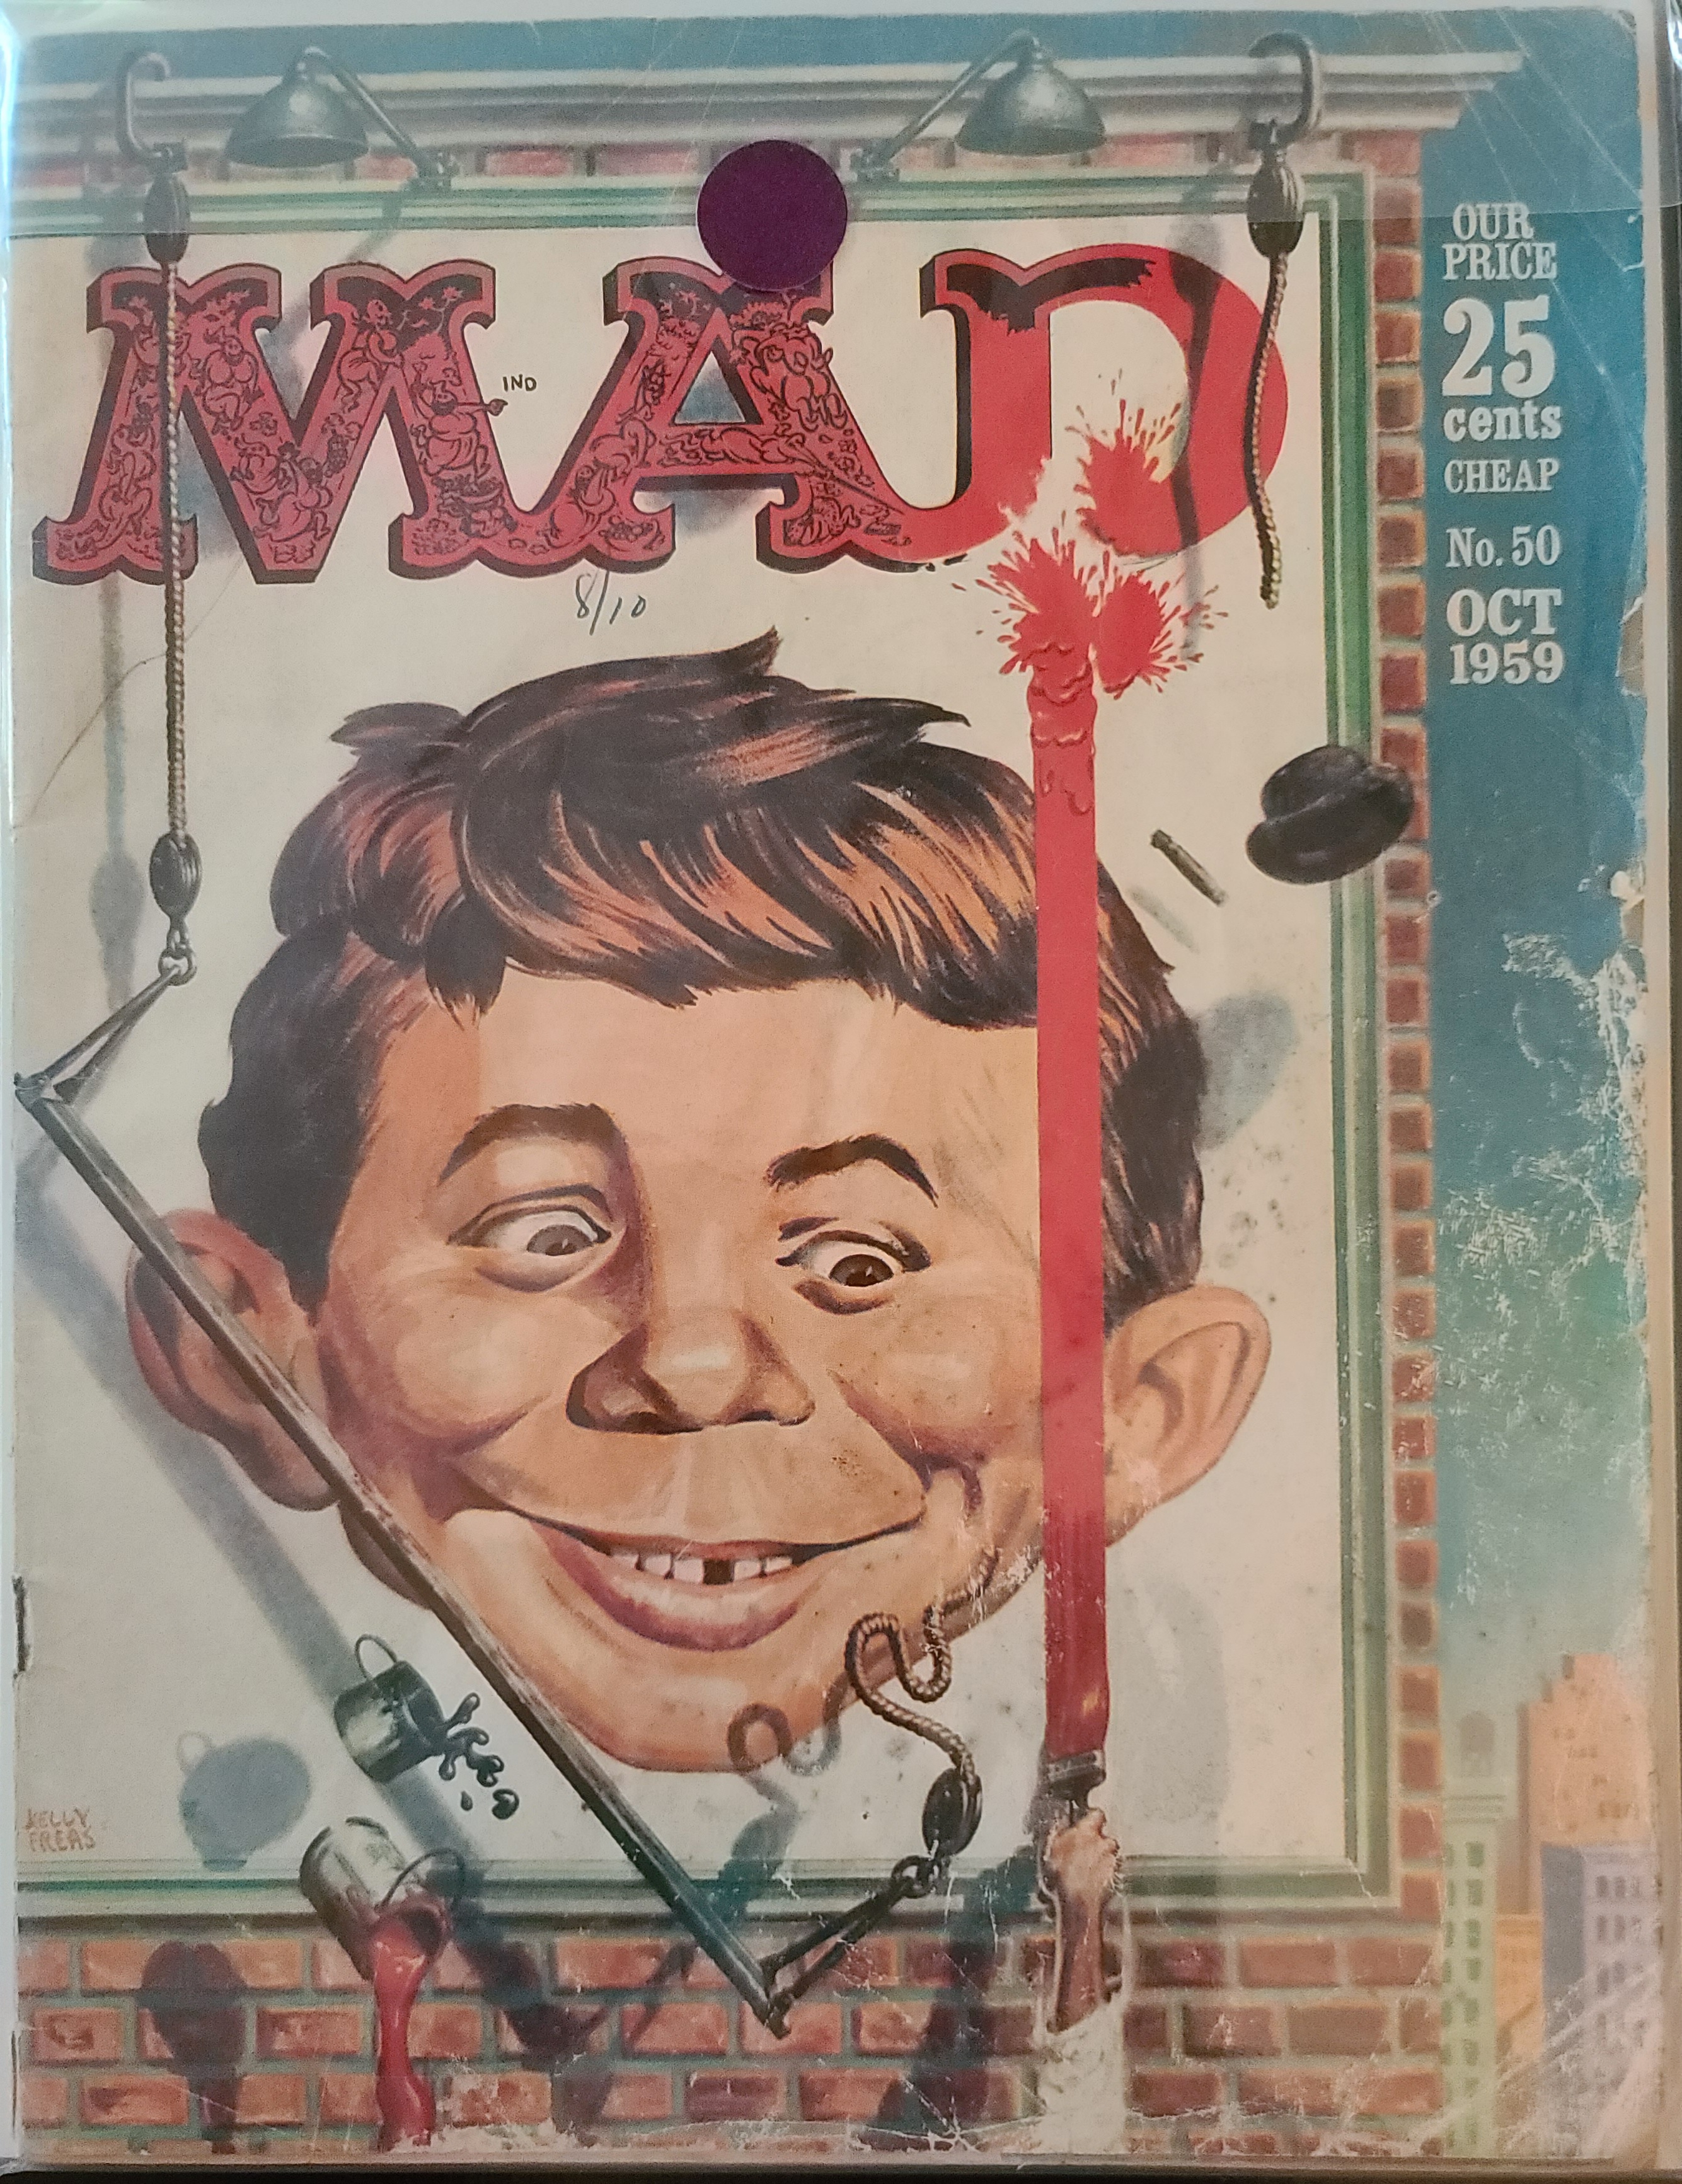 MAD
IND
8/10
OUR
PRICE
25
cents
CHEAP
No. 50
OCT
1959
KELLY
FREAS